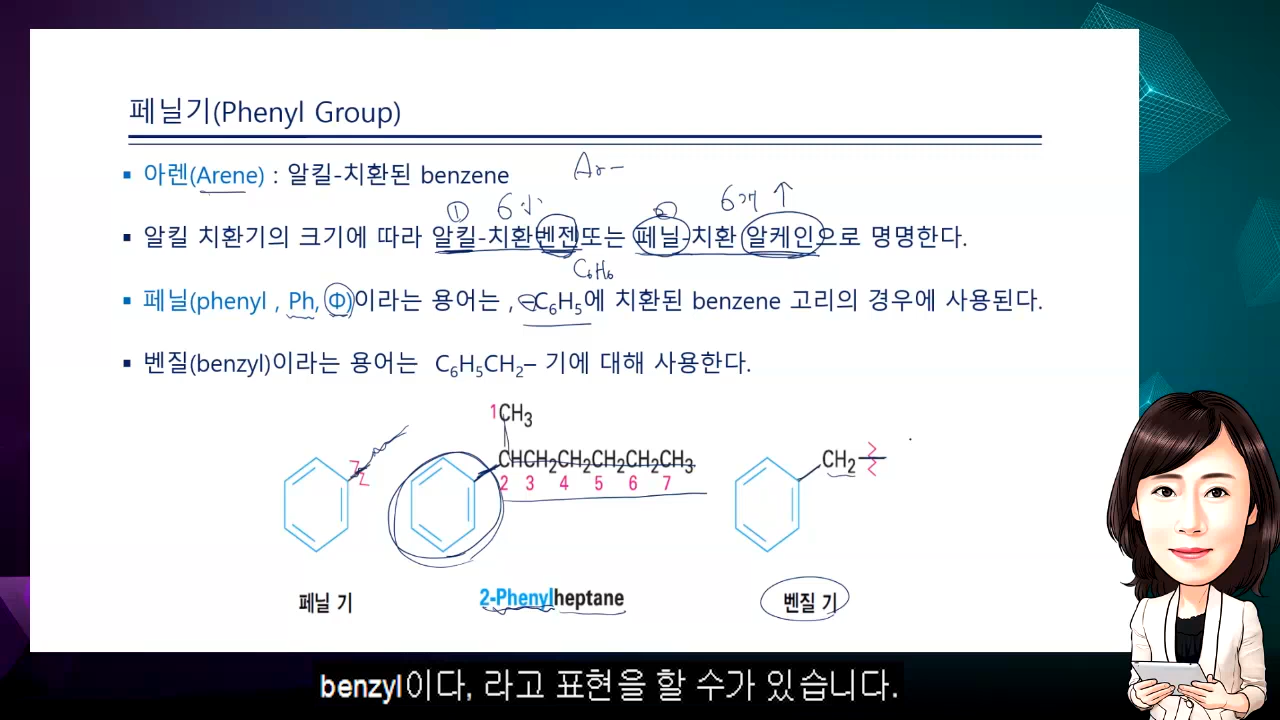 페닐기(Phenyl Group)
▪ 아렌(Arene) : 알킬-치환된 benzene
Ar-
① 6小 ② 6개 ↑
▪ 알킬 치환기의 크기에 따라 알킬-치환벤젠또는 페닐-치환 알케인으로 명명한다.
C6H6
▪ 페닐(phenyl , Ph, Φ)이라는 용어는 , -C6H5에 치환된 benzene 고리의 경우에 사용된다.
▪ 벤질(benzyl)이라는 용어는 C6H5CH2– 기에 대해 사용한다.
1CH3
CHCH2CH2CH2CH2CH3
2 3 4 5 6 7
CH2
페닐 기
2-Phenylheptane
벤질 기
benzyl이다, 라고 표현을 할 수가 있습니다.